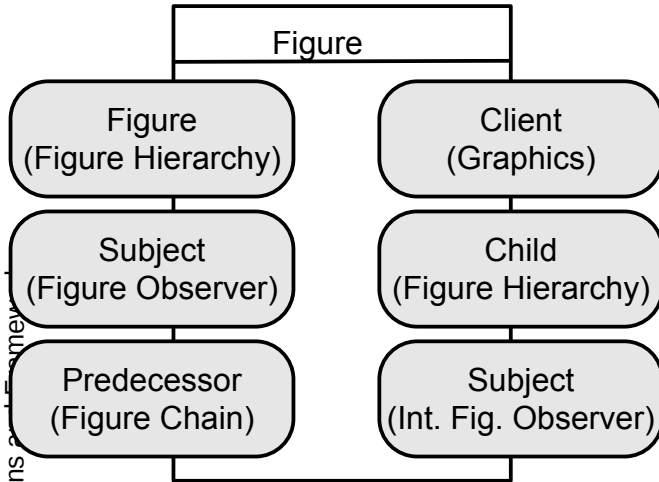 Figure
Figure
(Figure Hierarchy)
Client
(Graphics)
Subject
(Figure Observer)
Child
(Figure Hierarchy)
Predecessor
(Figure Chain)
Subject
(Int. Fig. Observer)